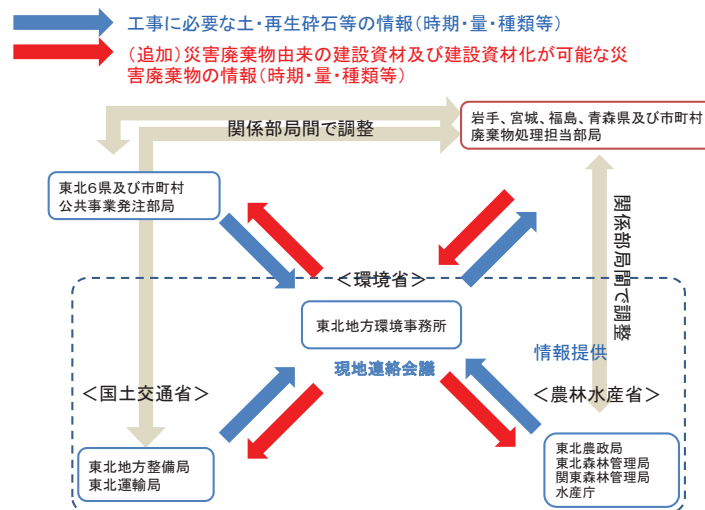 工事に必要な土・再生砕石等の情報(時期・量・種類等)
(追加)災害廃棄物由来の建設資材及び建設資材化が可能な災
害廃棄物の情報(時期・量・種類等)
関係部局間で調整
岩手、宮城、福島、青森県及び市町村
廃棄物処理担当部局
東北6県及び市町村
公共事業発注部局
関係部局間で調整
<環境省>
東北地方環境事務所
現地連絡会議
情報提供
<国土交通省>
<農林水産省>
東北地方整備局
東北運輸局
東北農政局
東北森林管理局
関東森林管理局
水産庁